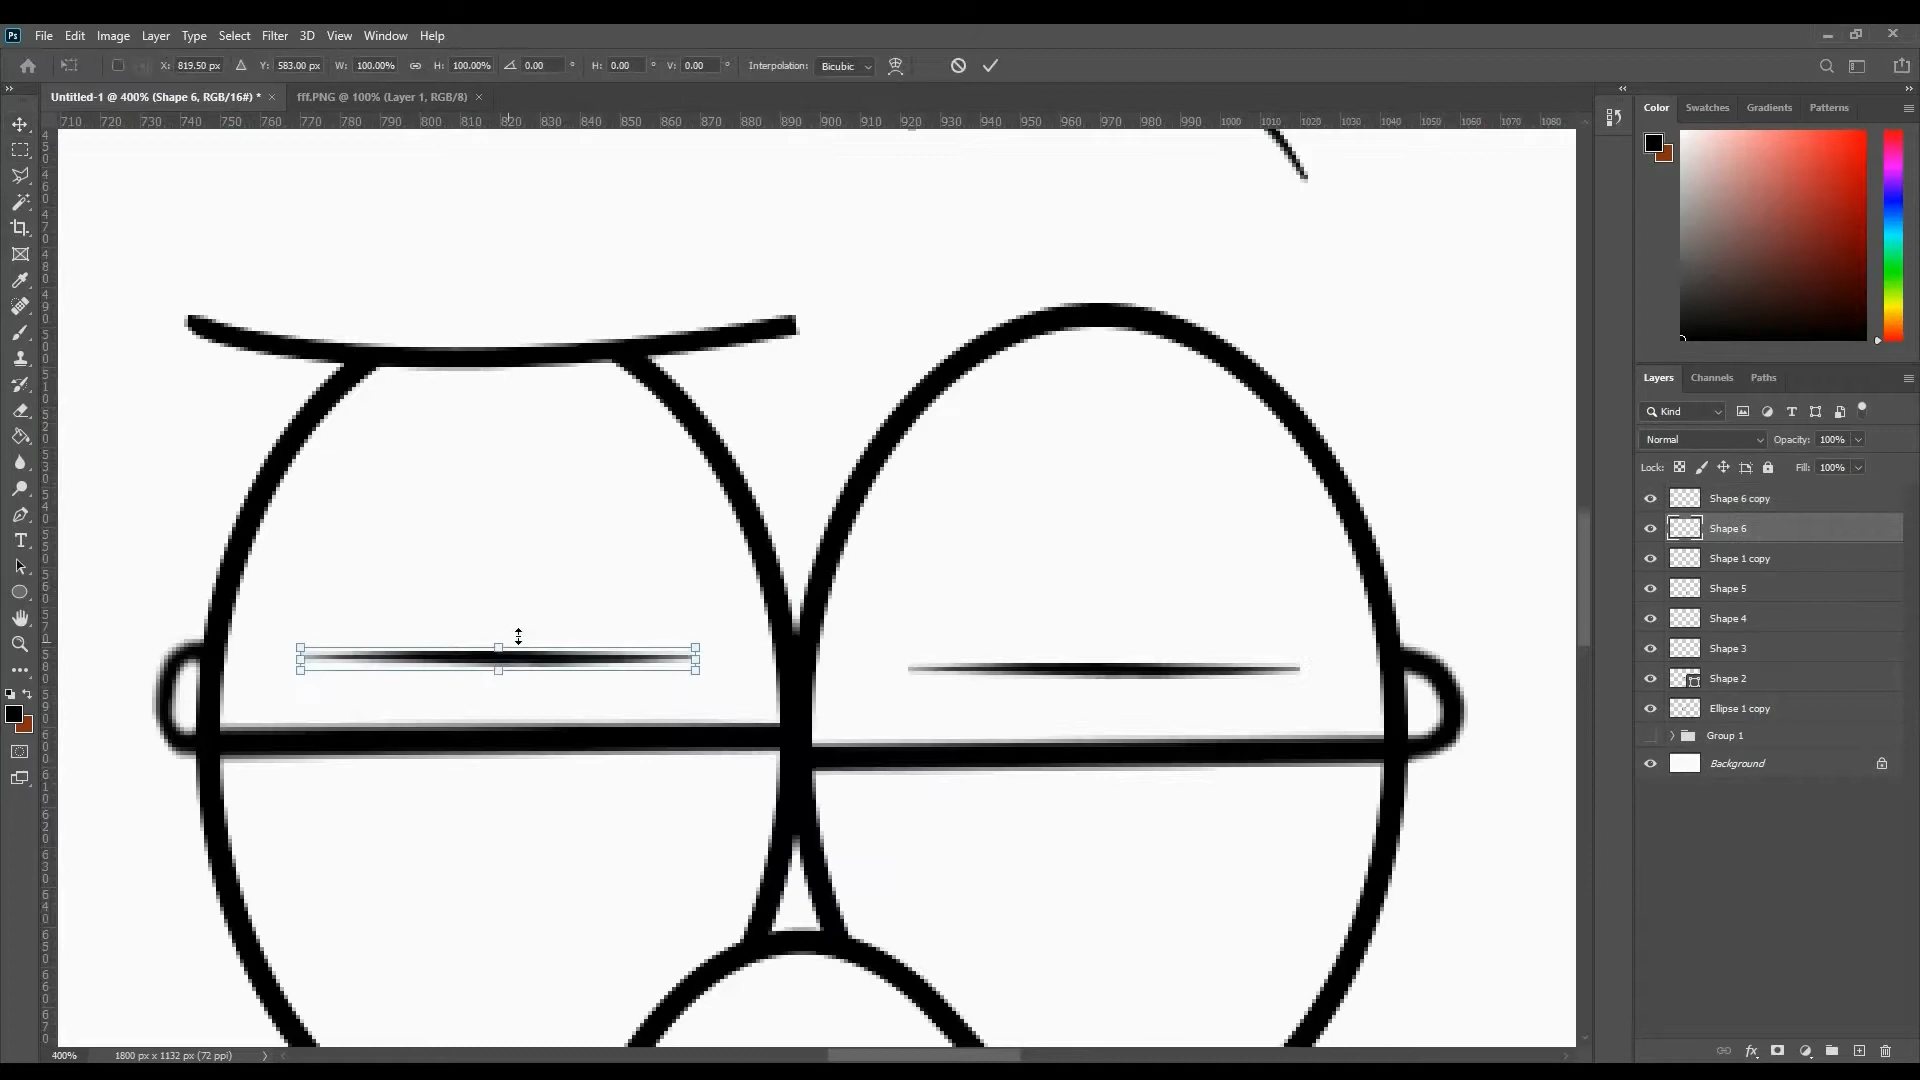 Ps File Edit Image Layer Type Select Filter 3D View Window Help
X: 819.50 px Y: 583.00 px W: 100.00% H: 100.00% 0.00 ° H: 0.00 ° V: 0.00 ° Interpolation: Bicubic
Untitled-1 @ 400% (Shape 6, RGB/16#) * × fff.PNG @ 100% (Layer 1, RGB/8) ×
710 720 730 740 750 760 770 780 790 800 810 820 830 840 850 860 870 880 890 900 910 920 930 940 950 960 970 980 990 1000 1010 1020 1030 1040 1050 1060 1070 1080
Color Swatches Gradients Patterns
Layers Channels Paths
Kind
Normal Opacity: 100%
Lock: Fill: 100%
Shape 6 copy
Shape 6
Shape 1 copy
Shape 5
Shape 4
Shape 3
Shape 2
Ellipse 1 copy
Group 1
Background
400% 1800 px x 1132 px (72 ppi)